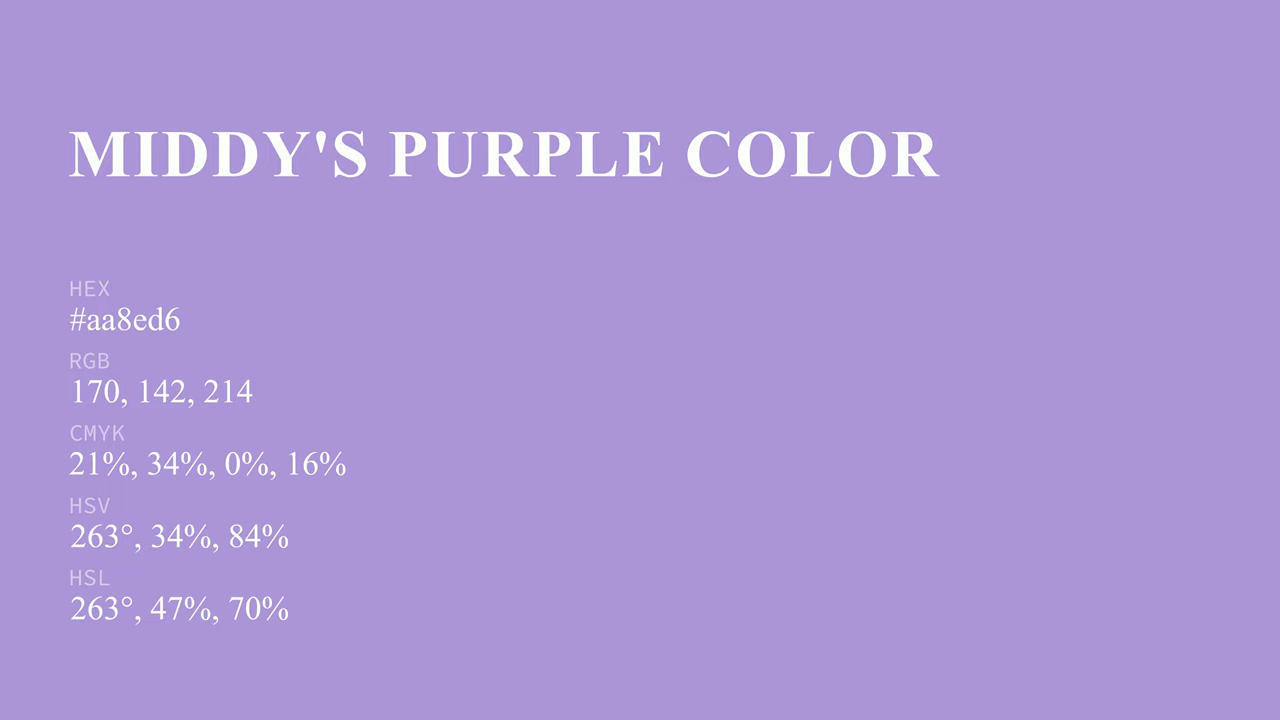 MIDDY'S PURPLE COLOR
HEX
#aa8ed6
RGB
170, 142, 214
CMYK
21%, 34%, 0%, 16%
HSV
263°, 34%, 84%
HSL
263°, 47%, 70%